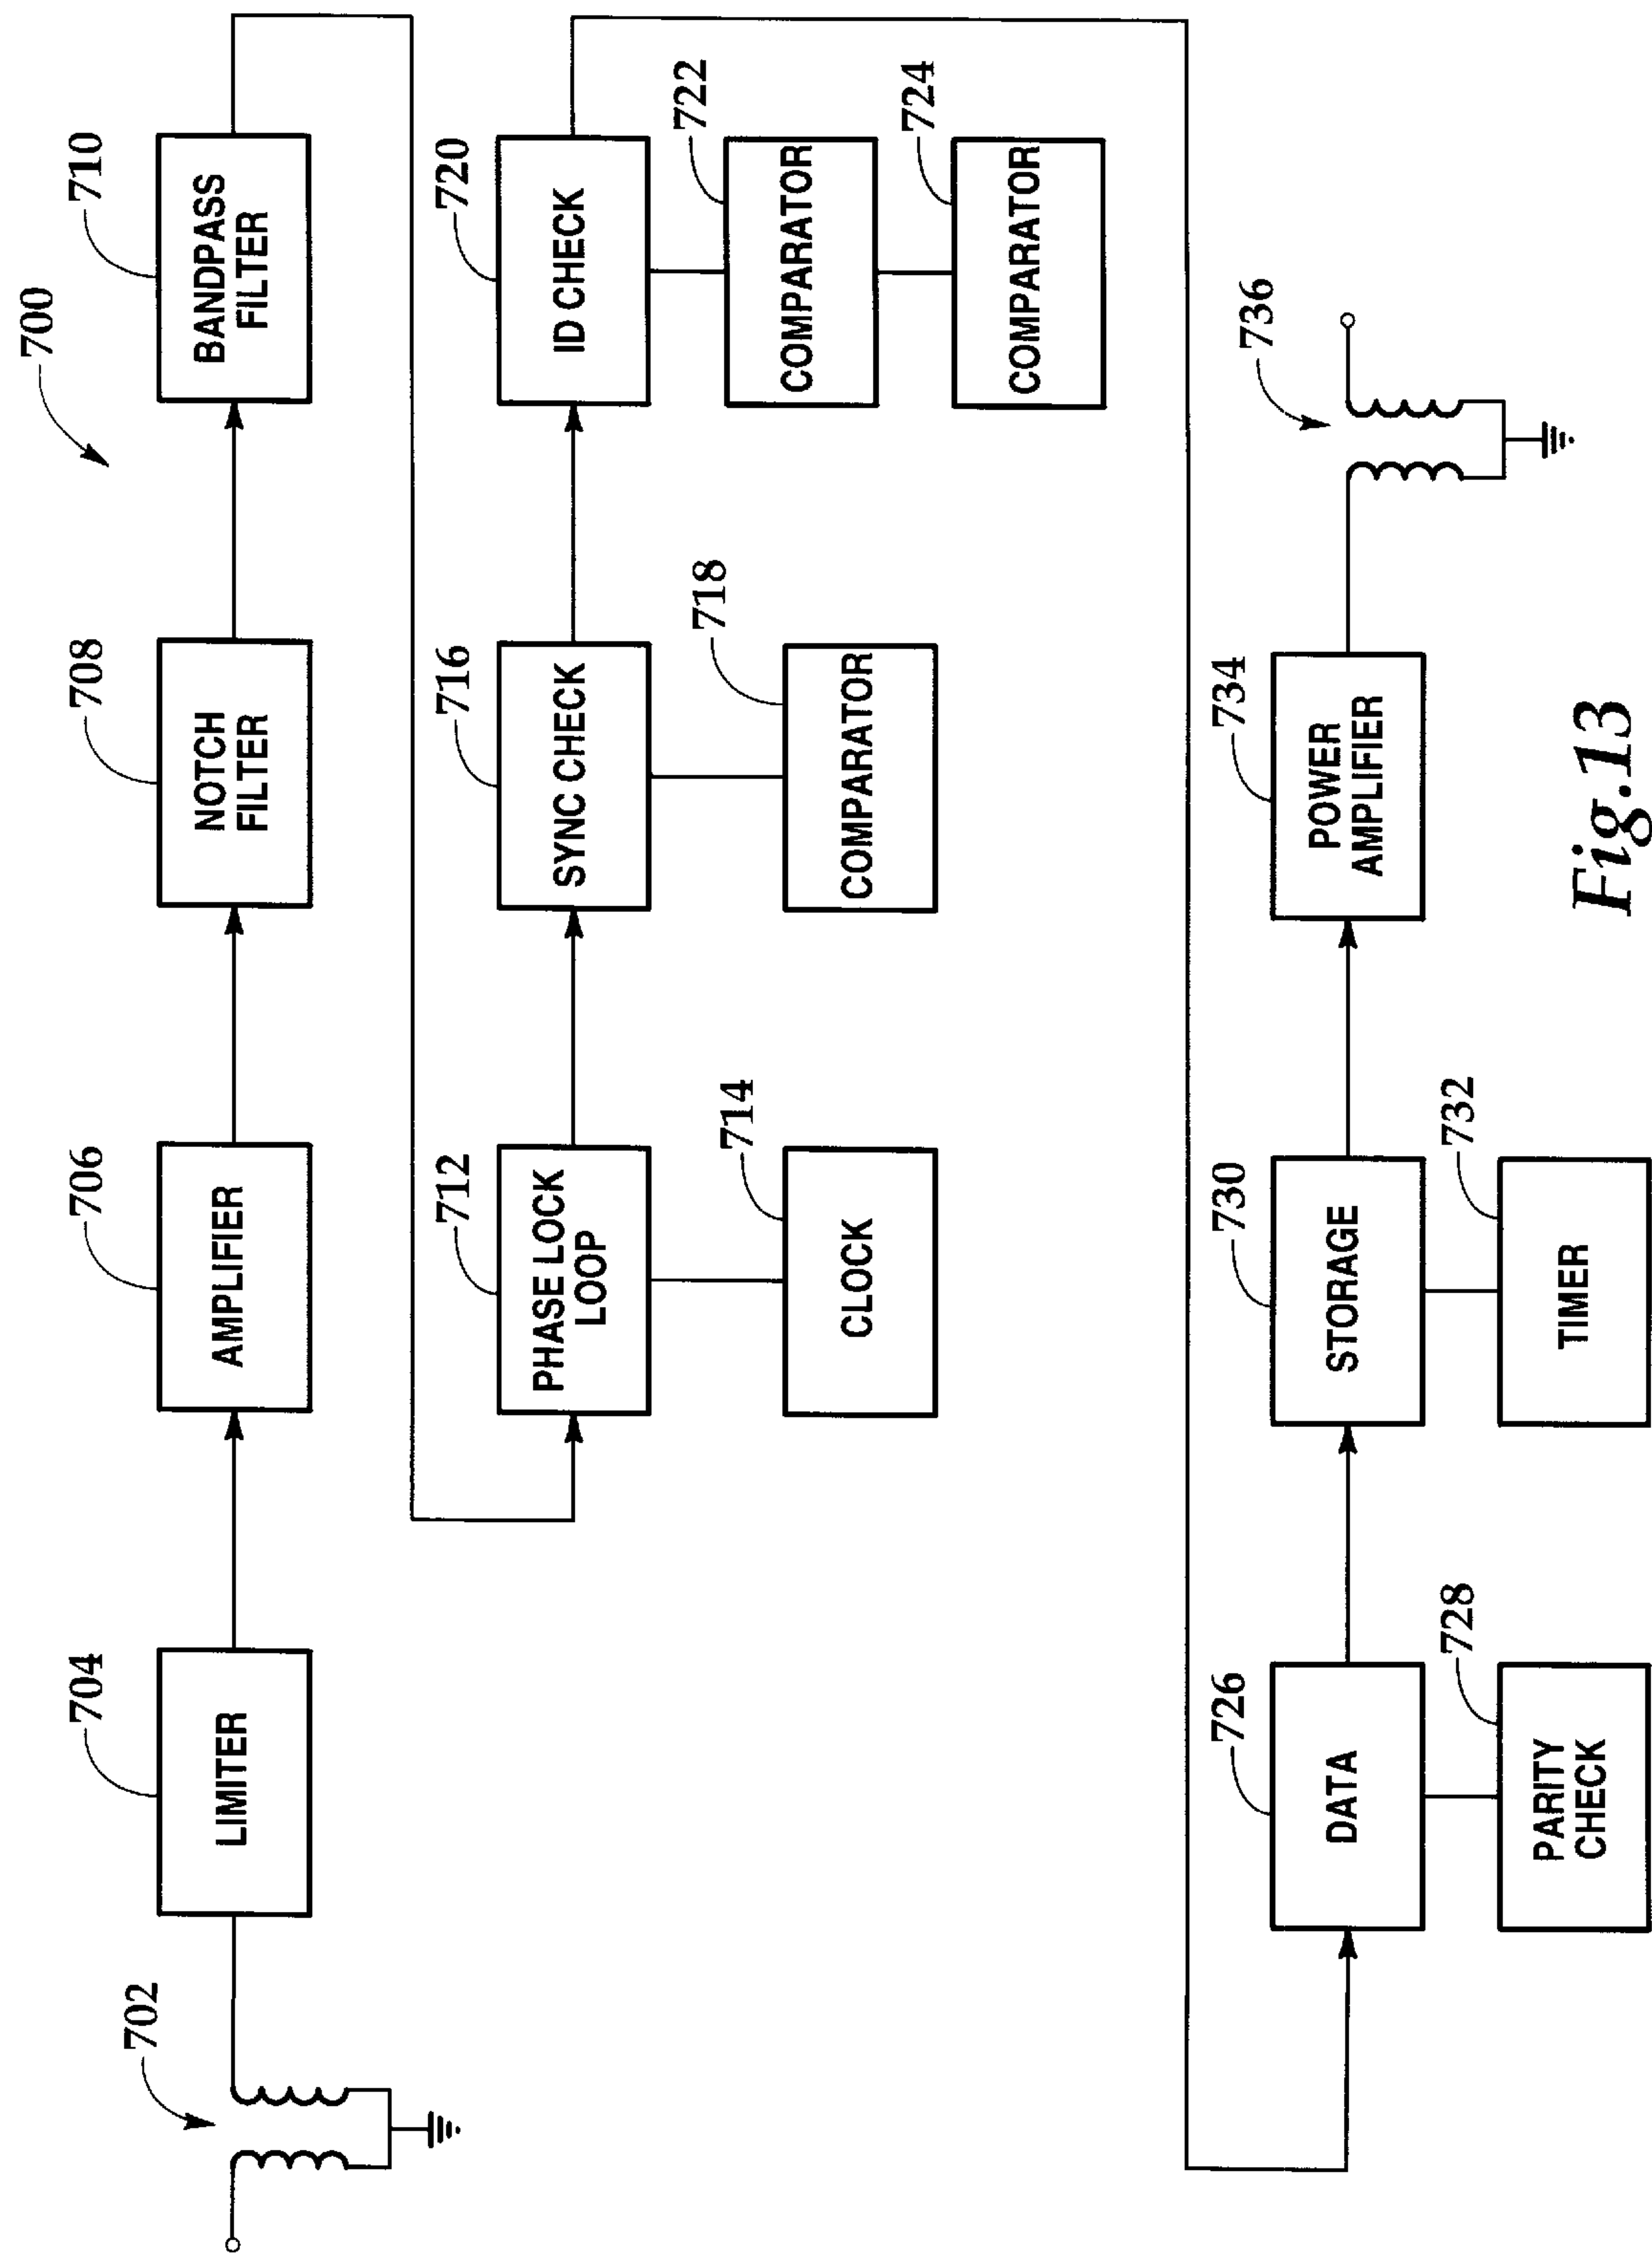 700
702
704
LIMITER
706
AMPLIFIER
708
NOTCH
FILTER
710
BANDPASS
FILTER
712
PHASE LOCK
LOOP
714
CLOCK
716
SYNC CHECK
718
COMPARATOR
720
ID CHECK
722
COMPARATOR
724
COMPARATOR
726
DATA
728
PARITY
CHECK
730
STORAGE
732
TIMER
734
POWER
AMPLIFIER
736
Fig.13